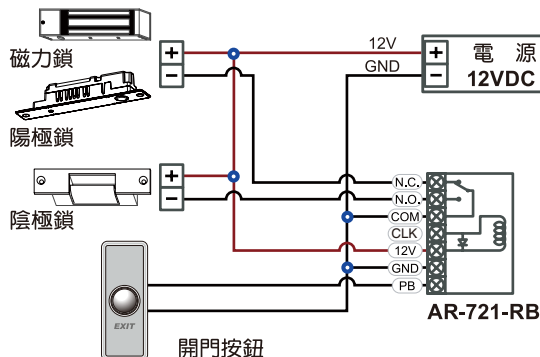 磁力鎖
陽極鎖
陰極鎖
+
−
+
−
12V
GND
+
−
電 源
12VDC
N.C.
N.O.
COM
CLK
12V
GND
PB
AR-721-RB
EXIT
開門按鈕